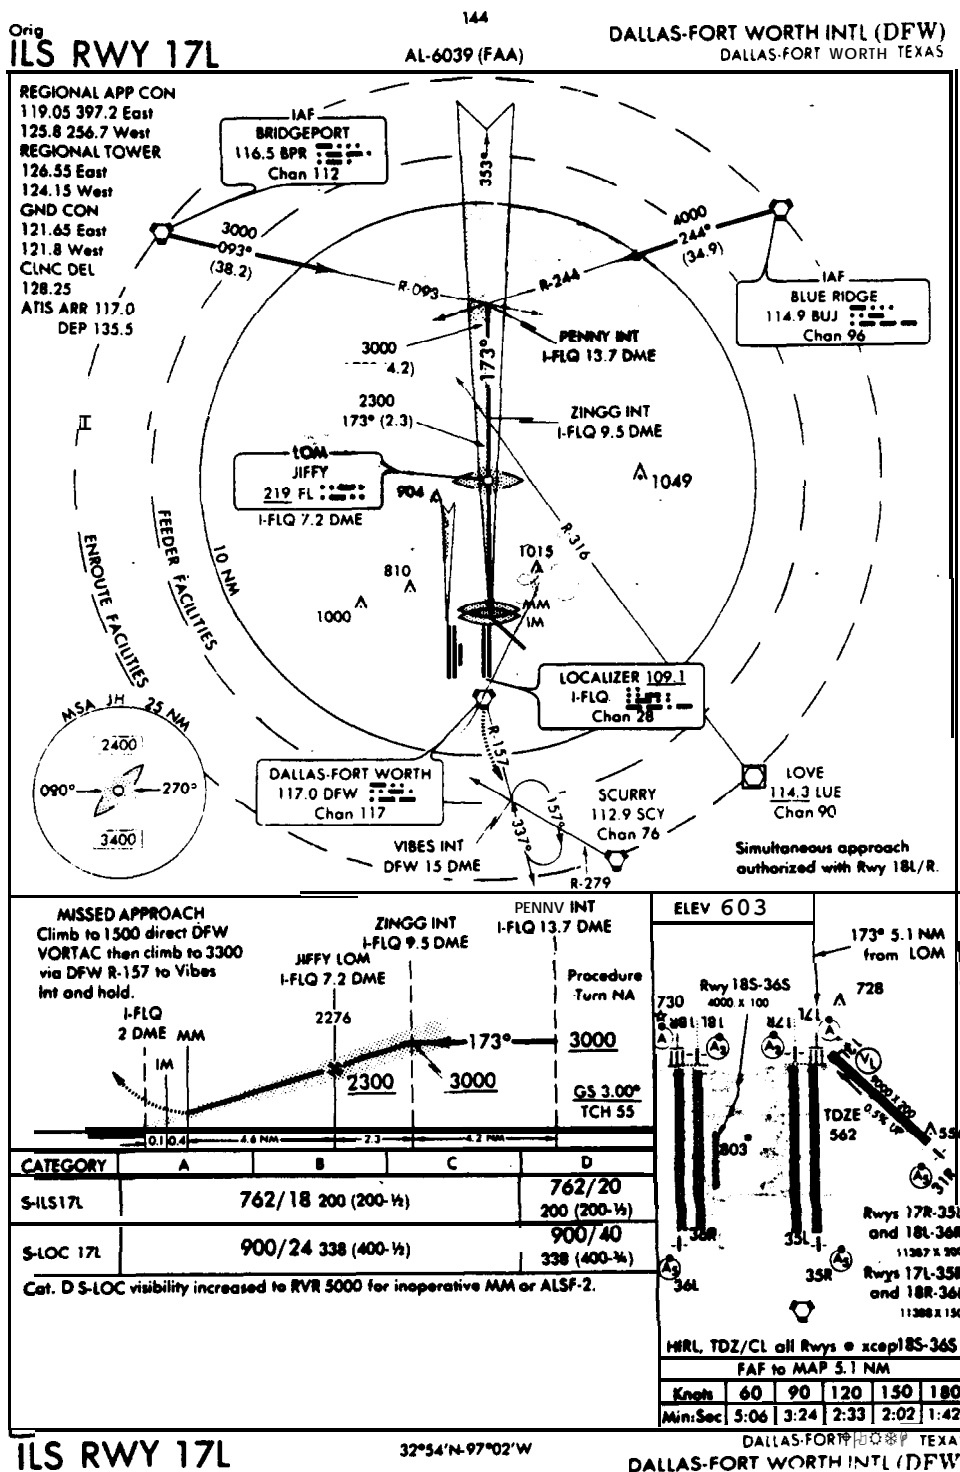 144
Orig
ILS RWY 17L
AL-6039 (FAA)
DALLAS-FORT WORTH INTL (DFW)
DALLAS-FORT WORTH TEXAS
REGIONAL APP CON
119.05 397.2 East
125.8 256.7 West
REGIONAL TOWER
126.55 East
124.15 West
GND CON
121.65 East
121.8 West
CLNC DEL
128.25
ATIS ARR 117.0
DEP 135.5
IAF
BRIDGEPORT
116.5 BPR
Chan 112
353°
3000
093°
(38.2)
R-093
4000
244°
(34.9)
R-244
IAF
BLUE RIDGE
114.9 BUJ
Chan 96
PENNY INT
I-FLQ 13.7 DME
3000
4.2)
173°
2300
173° (2.3)
ZINGG INT
I-FLQ 9.5 DME
LOM
JIFFY
219 FL
I-FLQ 7.2 DME
904
1049
R-316
1015
810
1000
MM
IM
10 NM
FEEDER FACILITIES
ENROUTE FACILITIES
LOCALIZER 109.1
I-FLQ
Chan 28
MSA JH 25 NM
2400
090°
270°
3400
DALLAS-FORT WORTH
117.0 DFW
Chan 117
R-157
VIBES INT
DFW 15 DME
157°
337°
SCURRY
112.9 SCY
Chan 76
R-279
LOVE
114.3 LUE
Chan 90
Simultaneous approach
authorized with Rwy 18L/R.
MISSED APPROACH
Climb to 1500 direct DFW
VORTAC then climb to 3300
via DFW R-157 to Vibes
Int and hold.
I-FLQ
2 DME
MM
IM
JIFFY LOM
I-FLQ 7.2 DME
2276
ZINGG INT
I-FLQ 9.5 DME
PENNV INT
I-FLQ 13.7 DME
Procedure
Turn NA
173°
3000
2300
3000
GS 3.00°
TCH 55
0.1 0.4 4.6 NM 2.3 4.2 NM
CATEGORY A B C D
S-ILS17L 762/18 200 (200-½) 762/20 200 (200-½)
S-LOC 17L 900/24 338 (400-½) 900/40 338 (400-¾)
Cat. D S-LOC visibility increased to RVR 5000 for inoperative MM or ALSF-2.
ELEV 603
173° 5.1 NM
from LOM
Rwy 18S-36S
4000 X 100
730
728
18R 18L 17R 17L
9000 X 200
0.5% UP
TDZE
562
803
31R
36R
35L
36L
35R
Rwys 17R-35L
and 18L-36R
11387 X 200
Rwys 17L-35R
and 18R-36L
11388 X 150
HIRL, TDZ/CL all Rwys e xcep18S-36S
FAF to MAP 5.1 NM
Knots 60 90 120 150 180
Min:Sec 5:06 3:24 2:33 2:02 1:42
ILS RWY 17L
32°54'N-97°02'W
DALLAS-FORT TEXA
DALLAS-FORT WORTH INTL (DFW